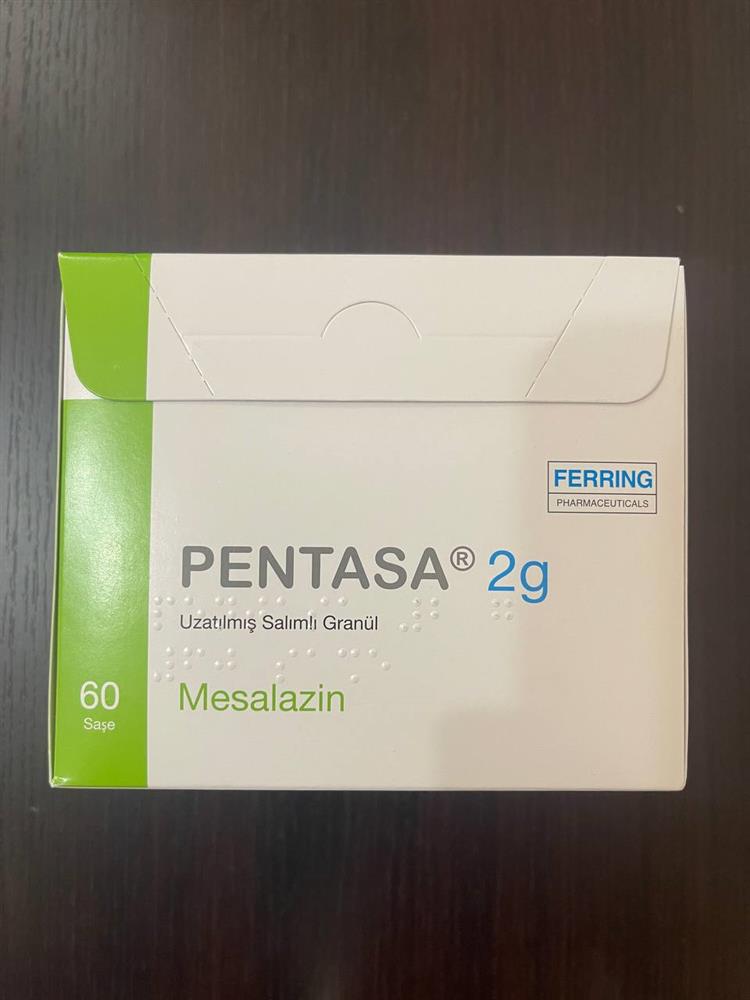 FERRING
PHARMACEUTICALS
PENTASA® 2g
Uzatılmış Salımlı Granül
60
Saşe
Mesalazin